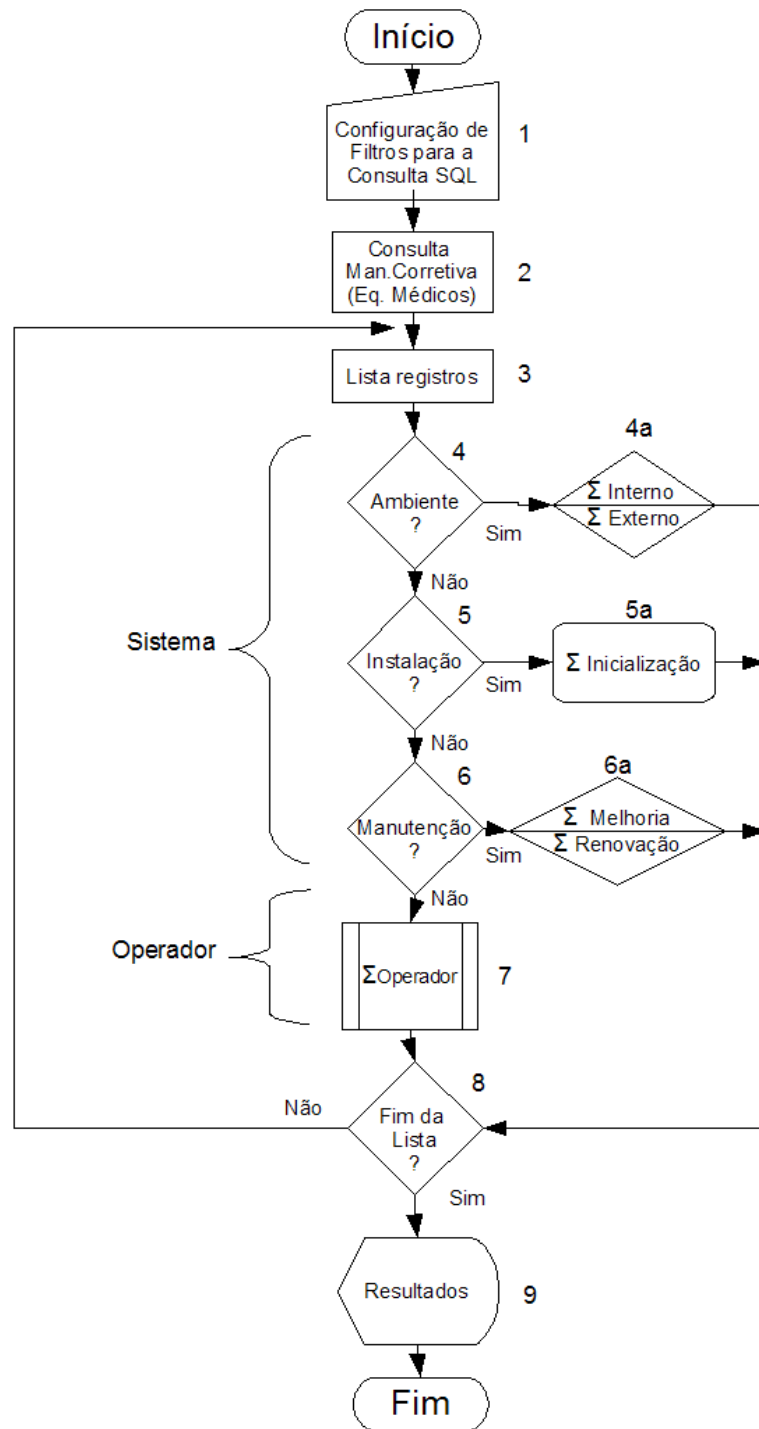 Início
Configuração de
Filtros para a
Consulta SQL
1
Consulta
Man.Corretiva
(Eq. Médicos)
2
Lista registros
3
4
Ambiente
?
Sim
Não
4a
Σ Interno
Σ Externo
5
Instalação
?
Sim
Não
5a
Σ Inicialização
Sistema
6
Manutenção
?
Sim
Não
6a
Σ Melhoria
Σ Renovação
Operador
ΣOperador
7
8
Não
Fim da
Lista
?
Sim
Resultados
9
Fim